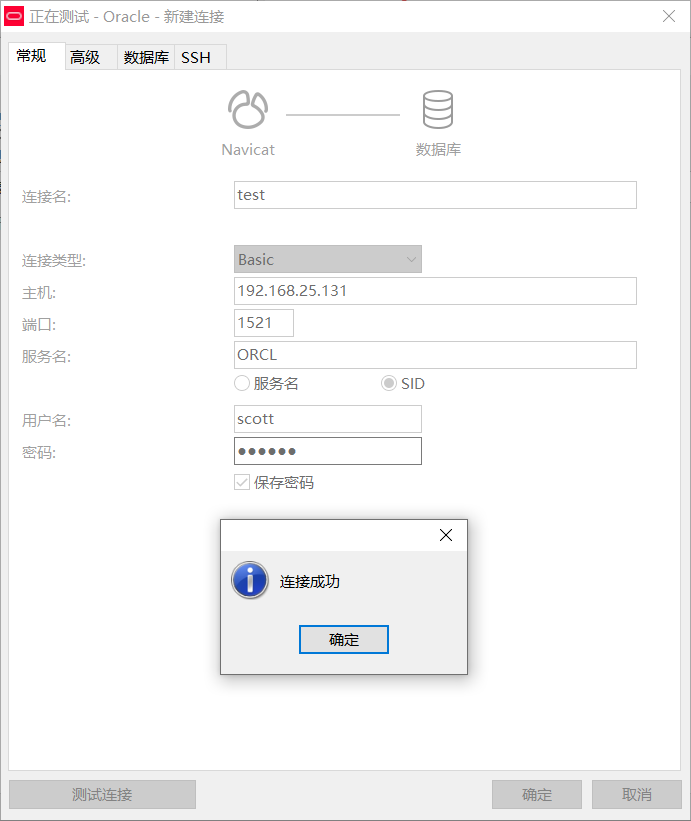 正在测试 - Oracle - 新建连接
常规 高级 数据库 SSH
Navicat 数据库
连接名: test
连接类型: Basic
主机: 192.168.25.131
端口: 1521
服务名: ORCL
服务名 SID
用户名: scott
密码: ●●●●●●
保存密码
连接成功
确定
测试连接 确定 取消